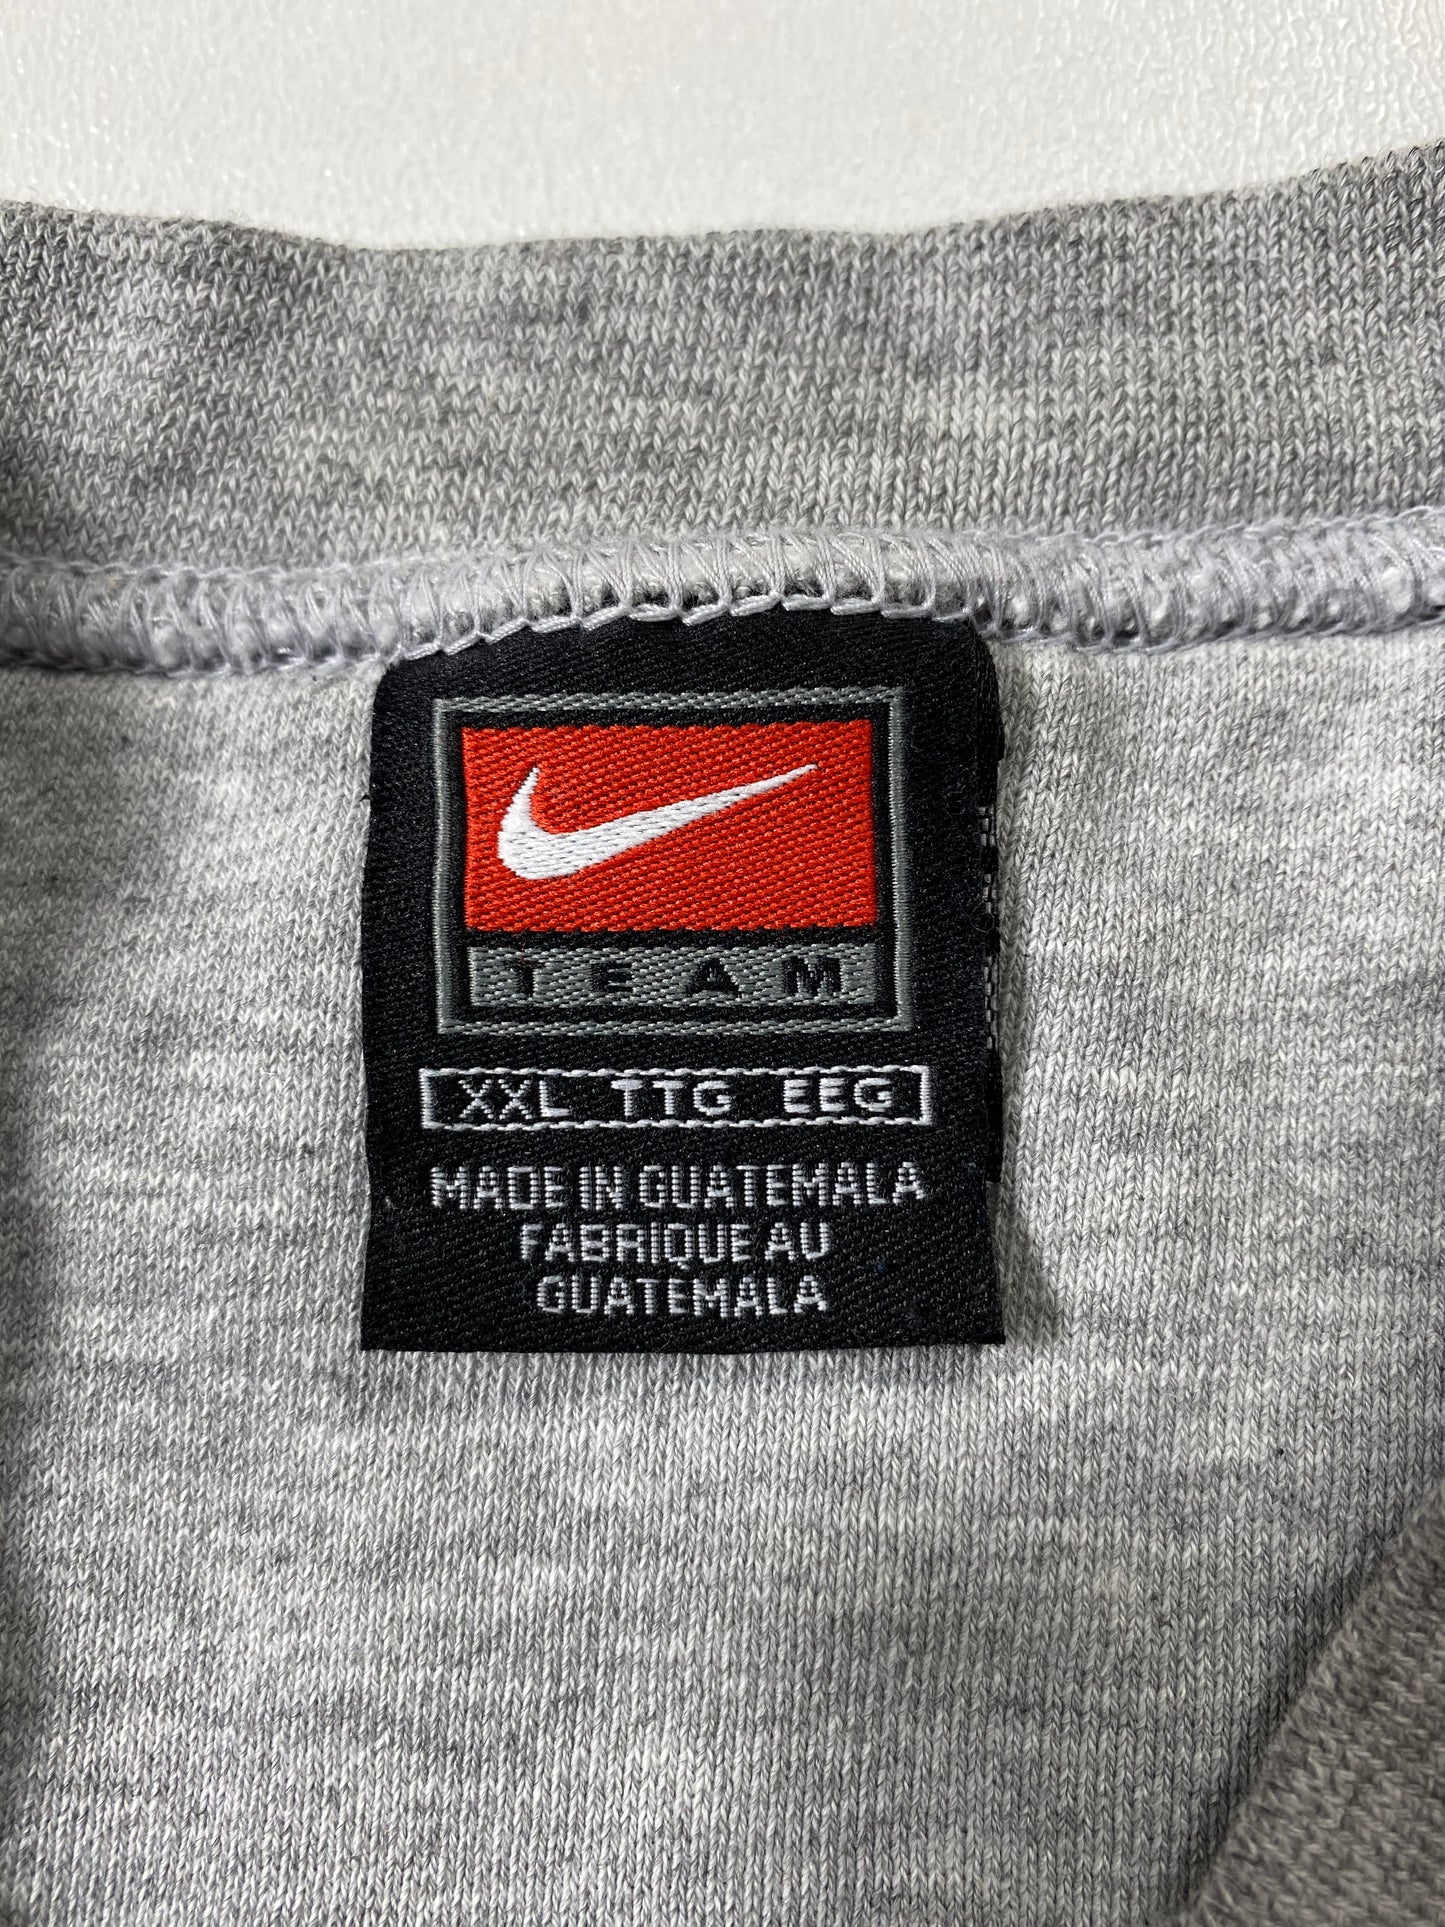 TEAM
XXL TTG EEG
MADE IN GUATEMALA
FABRIQUE AU
GUATEMALA